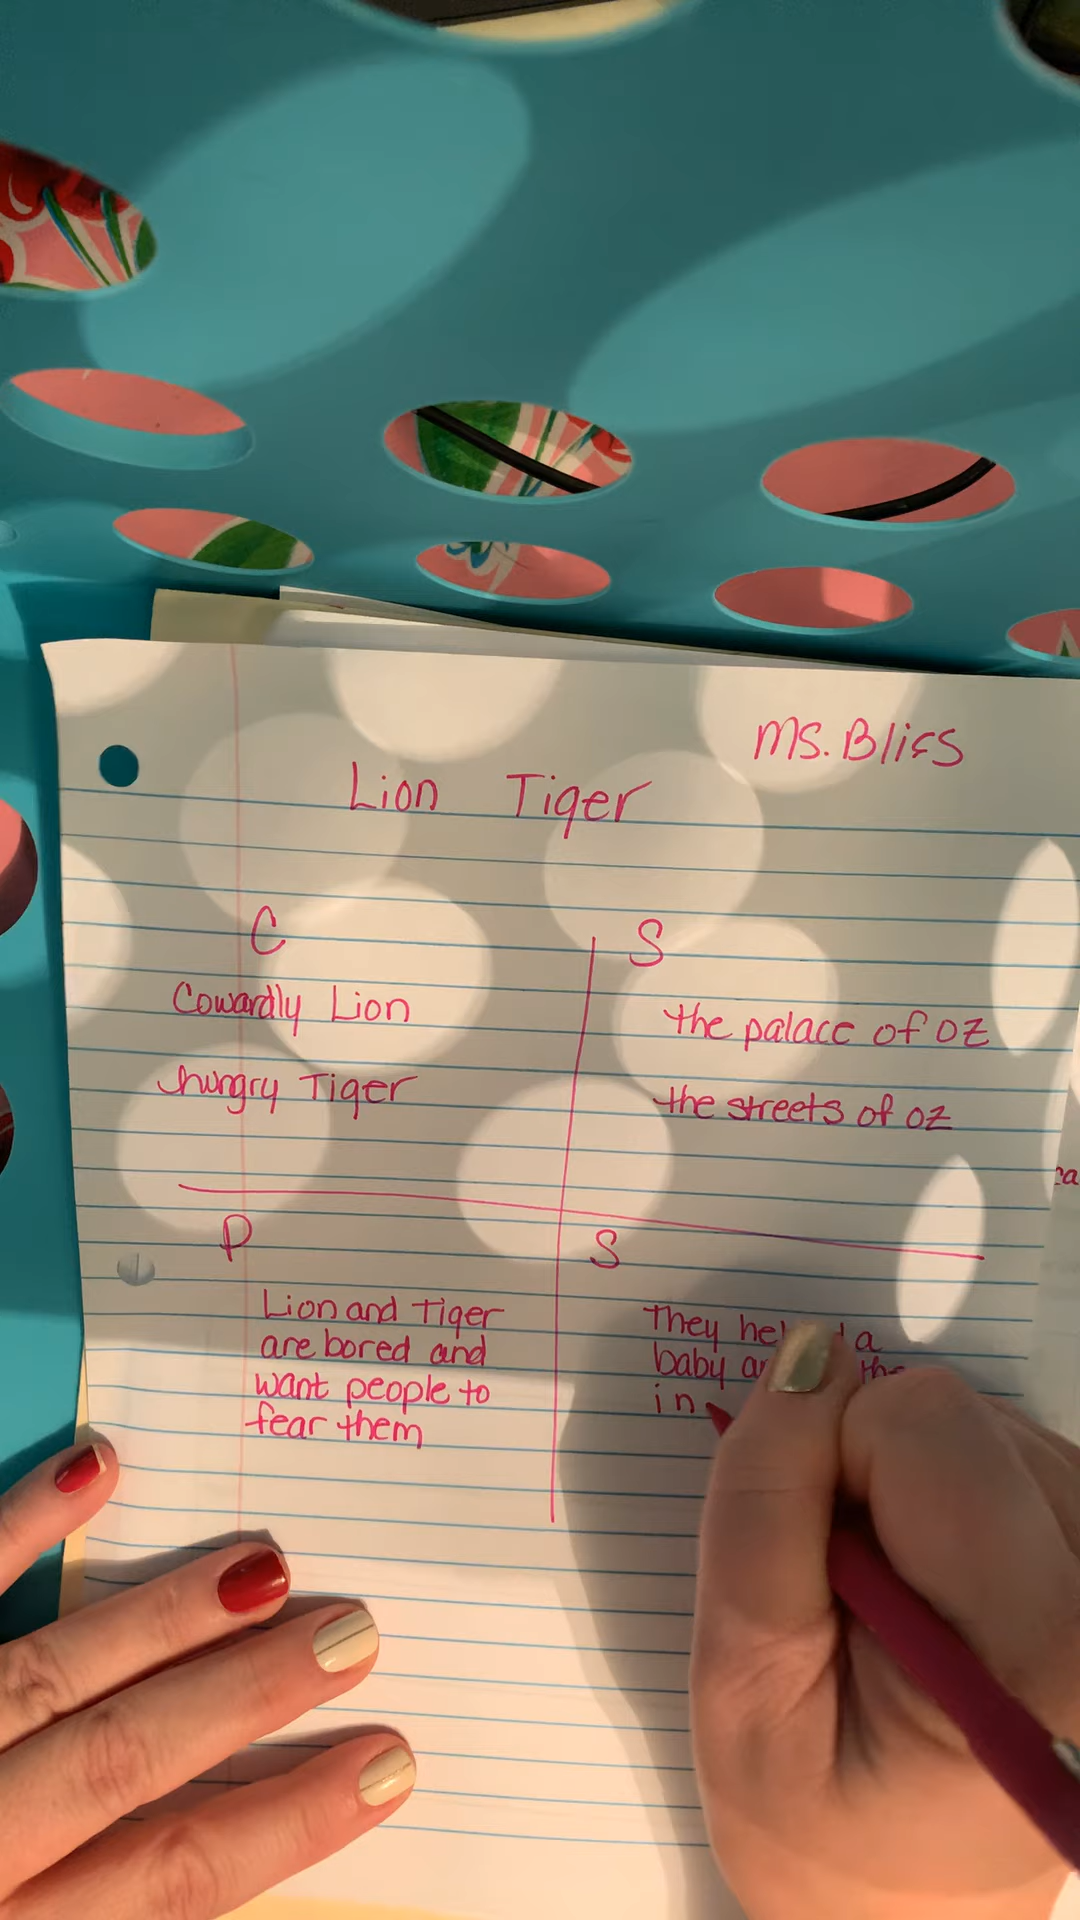 Ms. Bliss
Lion Tiger
C
Cowardly Lion
hungry Tiger
S
the palace of OZ
the streets of OZ
P
Lion and Tiger
are bored and
want people to
fear them
S
They a
baby
in